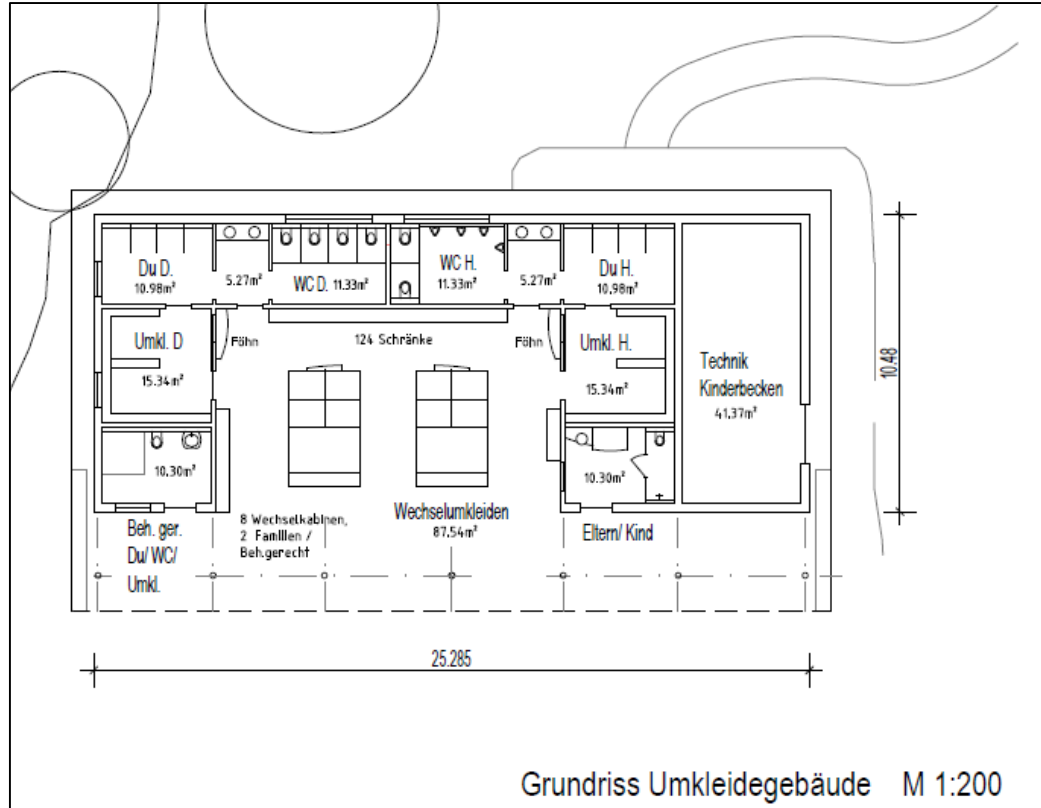 Du D.
10.98m²
5.27m²
WC D. 11.33m²
WC H.
11.33m²
5.27m²
Du H.
10.98m²
Umkl. D
15.34m²
Föhn
124 Schränke
Föhn
Umkl. H.
15.34m²
Technik
Kinderbecken
41.37m²
10.48
10.30m²
10.30m²
Beh. ger.
Du/ WC/
Umkl.
8 Wechselkabinen,
2 Familien /
Beh.gerecht
Wechselumkleiden
87.54m²
Eltern/ Kind
25.285
Grundriss Umkleidegebäude M 1:200